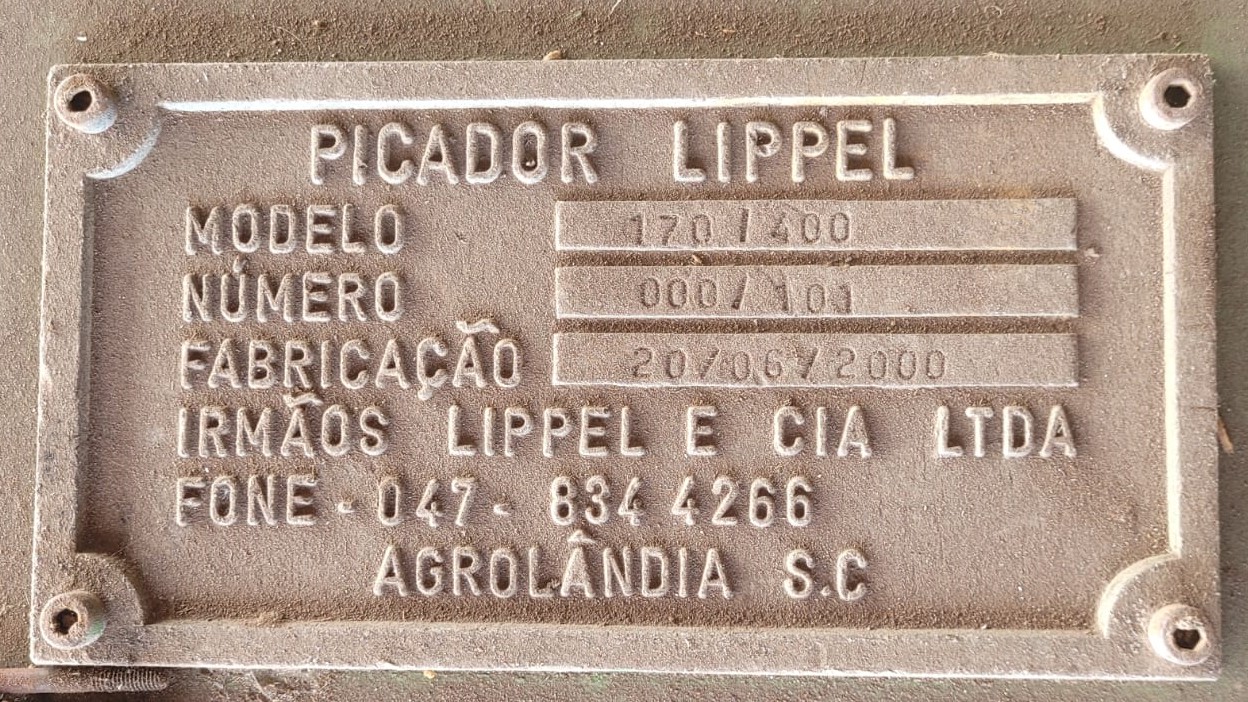 PICADOR LIPPEL
MODELO 170/400
NÚMERO 000/101
FABRICAÇÃO 20/06/2000
IRMÃOS LIPPEL E CIA LTDA
FONE - 047 - 834 4266
AGROLÂNDIA S.C